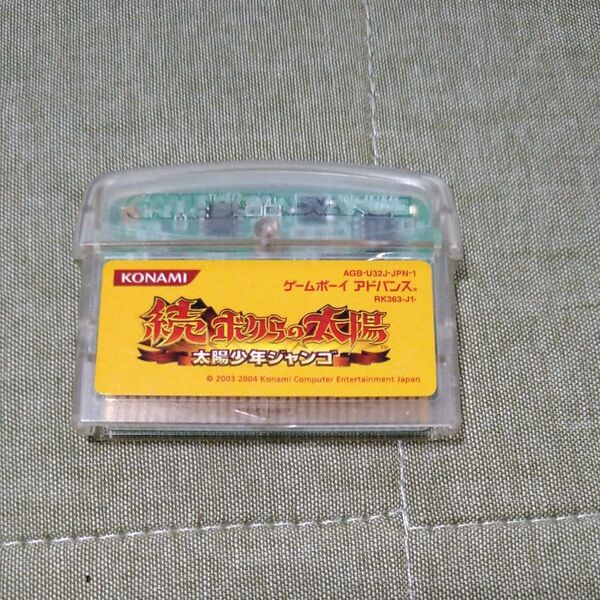 KONAMI
AGB-U32J-JPN-1
ゲームボーイ アドバンス®
RK363-J1-
続 ボクらの太陽™
太陽少年ジャンゴ
© 2003 2004 Konami Computer Entertainment Japan